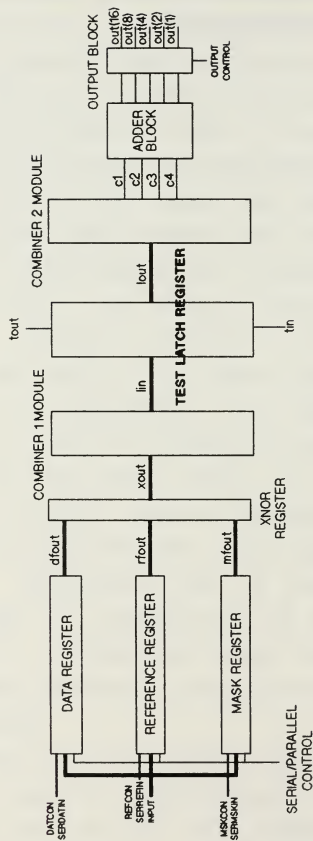 DATCON
SERDATIN
REFCON
SERREFIN
INPUT
MSKCON
SERMSKIN
SERIAL/PARALLEL
CONTROL
DATA REGISTER
REFERENCE REGISTER
MASK REGISTER
dfout
rfout
mfout
XNOR
REGISTER
xout
COMBINER 1 MODULE
lin
tout
TEST LATCH REGISTER
tin
lout
COMBINER 2 MODULE
c1
c2
c3
c4
ADDER
BLOCK
OUTPUT BLOCK
out(16)
out(8)
out(4)
out(2)
out(1)
OUTPUT
CONTROL